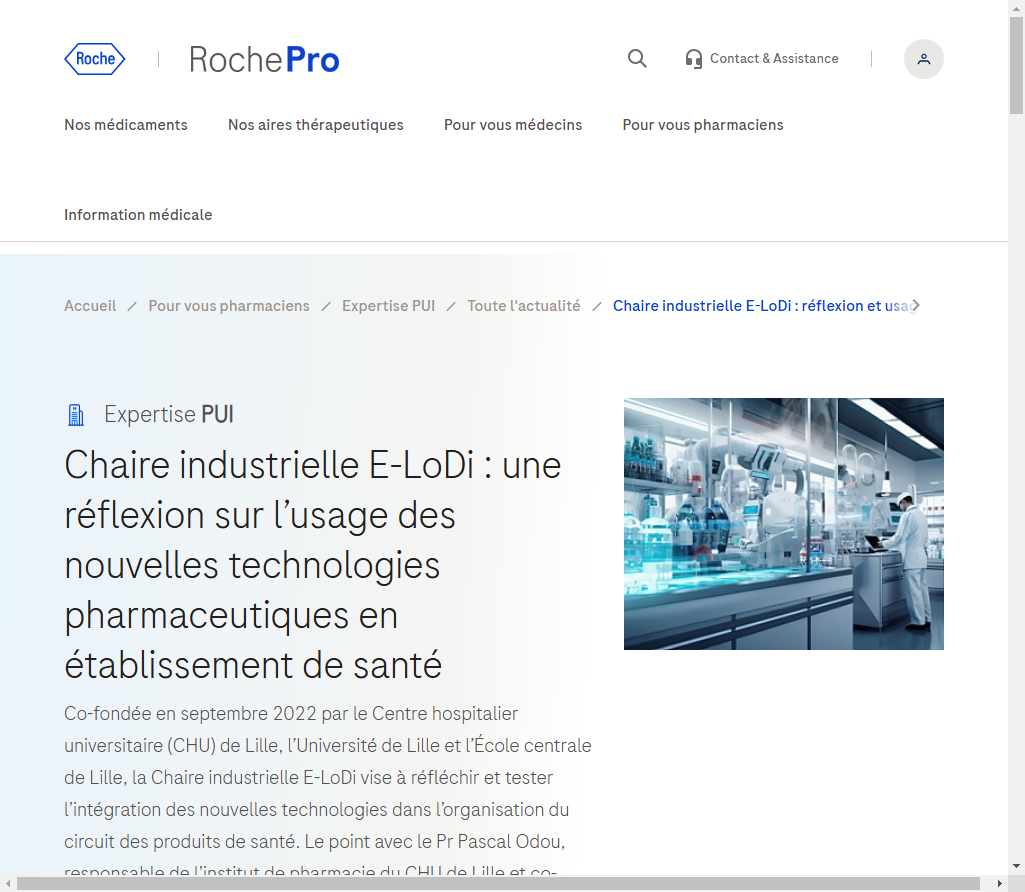 Roche
RochePro
Contact & Assistance
Nos médicaments
Nos aires thérapeutiques
Pour vous médecins
Pour vous pharmaciens
Information médicale
Accueil / Pour vous pharmaciens / Expertise PUI / Toute l'actualité / Chaire industrielle E-LoDi : réflexion et usag
Expertise PUI
Chaire industrielle E-LoDi : une
réflexion sur l’usage des
nouvelles technologies
pharmaceutiques en
établissement de santé
Co-fondée en septembre 2022 par le Centre hospitalier
universitaire (CHU) de Lille, l’Université de Lille et l’École centrale
de Lille, la Chaire industrielle E-LoDi vise à réfléchir et tester
l’intégration des nouvelles technologies dans l’organisation du
circuit des produits de santé. Le point avec le Pr Pascal Odou,
responsable de l’institut de pharmacie du CHU de Lille et co-